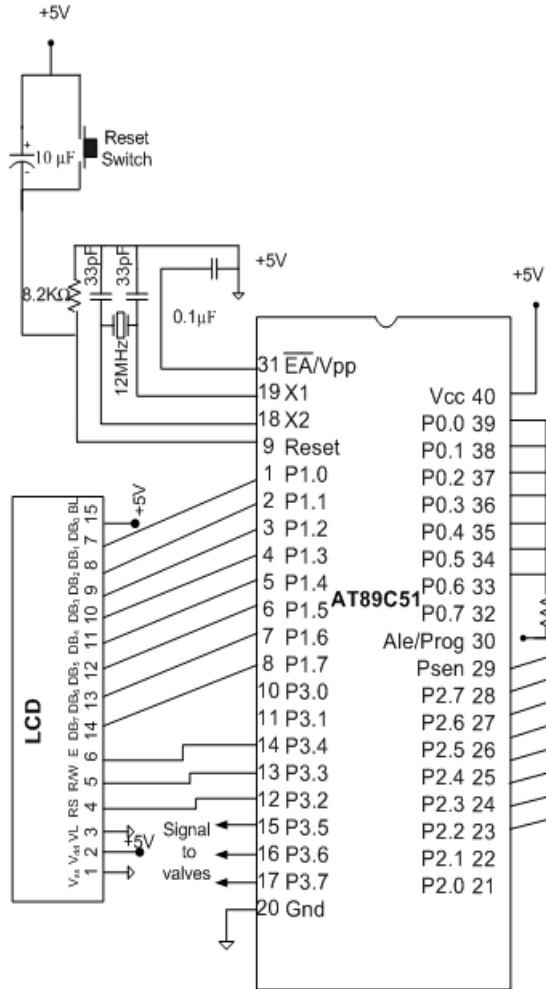 +5V
Reset
Switch
10 µF
+
-
33pF
33pF
+5V
8.2KΩ
0.1µF
12MHz
+5V
31 EA/Vpp
19 X1
18 X2
9 Reset
1 P1.0
2 P1.1
3 P1.2
4 P1.3
5 P1.4
6 P1.5
7 P1.6
8 P1.7
10 P3.0
11 P3.1
14 P3.4
13 P3.3
12 P3.2
15 P3.5
16 P3.6
17 P3.7
20 Gnd
AT89C51
Vcc 40
P0.0 39
P0.1 38
P0.2 37
P0.3 36
P0.4 35
P0.5 34
P0.6 33
P0.7 32
Ale/Prog 30
Psen 29
P2.7 28
P2.6 27
P2.5 26
P2.4 25
P2.3 24
P2.2 23
P2.1 22
P2.0 21
LCD
BL 15
+5V
DB₀ 7
DB₁ 8
DB₂ 9
DB₃ 10
DB₄ 11
DB₅ 12
DB₆ 13
DB₇ 14
E 6
R/W 5
RS 4
VL 3
+5V
Vdd 2
Vss 1
Signal
to
valves